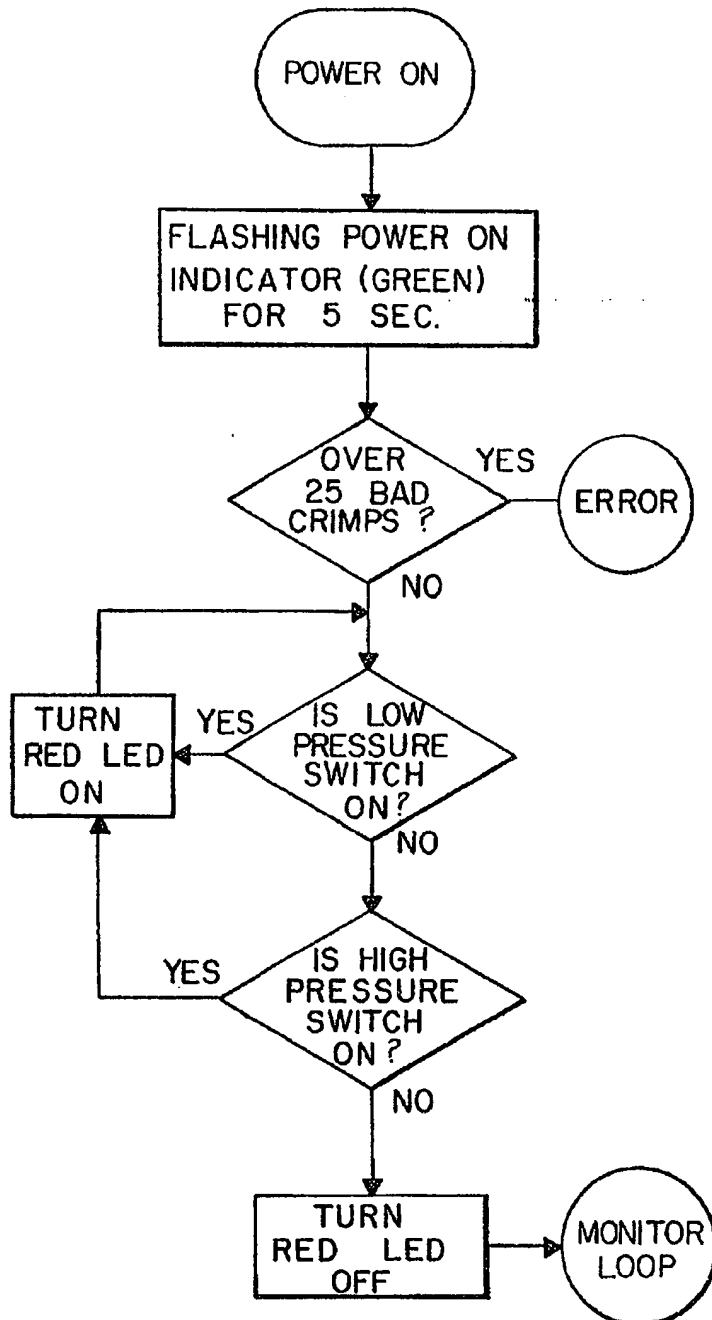 POWER ON
FLASHING POWER ON
INDICATOR (GREEN)
FOR 5 SEC.
OVER
25 BAD
CRIMPS ?
YES
ERROR
NO
TURN
RED LED
ON
YES
IS LOW
PRESSURE
SWITCH
ON?
NO
YES
IS HIGH
PRESSURE
SWITCH
ON?
NO
TURN
RED LED
OFF
MONITOR
LOOP